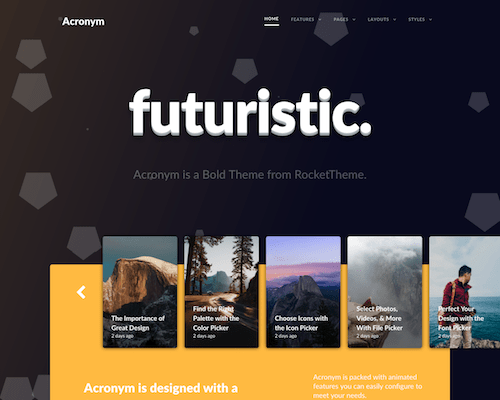 Acronym
HOME FEATURES PAGES LAYOUTS STYLES
futuristic.
Acronym is a Bold Theme from RocketTheme.
The Importance of
Great Design
2 days ago
Find the Right
Palette with the
Color Picker
2 days ago
Choose Icons with
the Icon Picker
2 days ago
Select Photos,
Videos, & More
With File Picker
2 days ago
Perfect Your
Design with the
Font Picker
2 days ago
Acronym is designed with a
Acronym is packed with animated
features you can easily configure to
meet your needs.